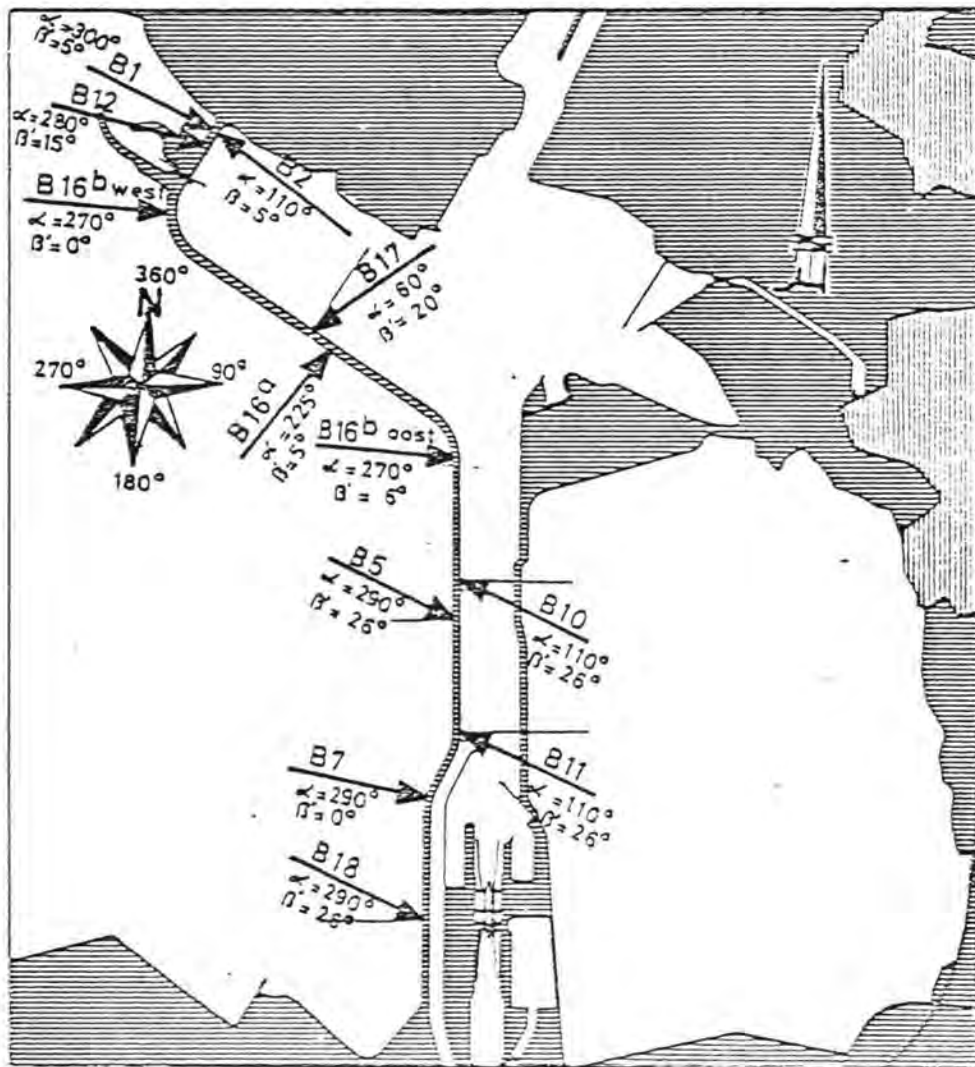 α=300°
β'=5°
B1
B12
α=280°
β'=15°
B2
α=110°
β=5°
B16b west
α=270°
β'=0°
B17
α=60°
β'=20°
360°
N
270°
90°
180°
B16a
α=225°
β'=5°
B16b oost
α=270°
β'=6°
B5
α=290°
β'=26°
B10
α=110°
β'=26°
B7
α=290°
β'=0°
B11
α=110°
β'=26°
B18
α=290°
β'=26°